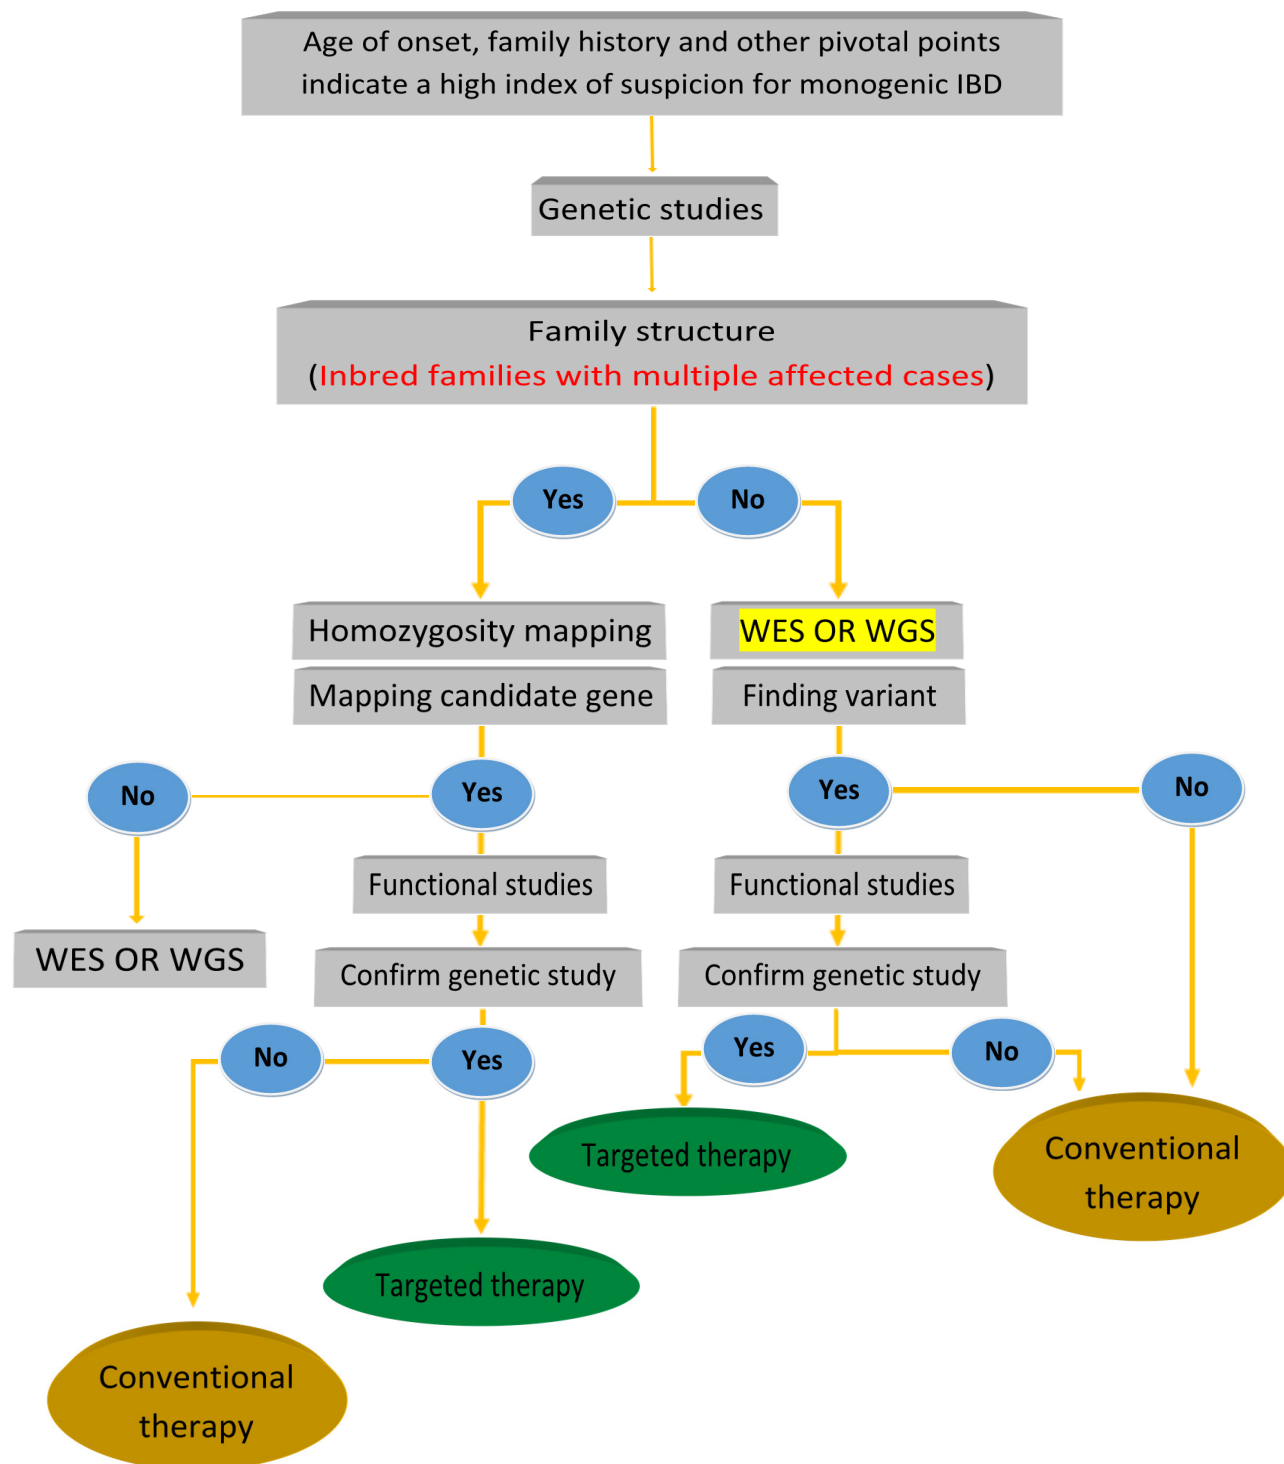 Age of onset, family history and other pivotal points
indicate a high index of suspicion for monogenic IBD
Genetic studies
Family structure
(Inbred families with multiple affected cases)
Yes
No
Homozygosity mapping
WES OR WGS
Mapping candidate gene
Finding variant
No
Yes
Yes
No
Functional studies
Functional studies
WES OR WGS
Confirm genetic study
Confirm genetic study
No
Yes
Yes
No
Targeted therapy
Conventional
therapy
Targeted therapy
Conventional
therapy